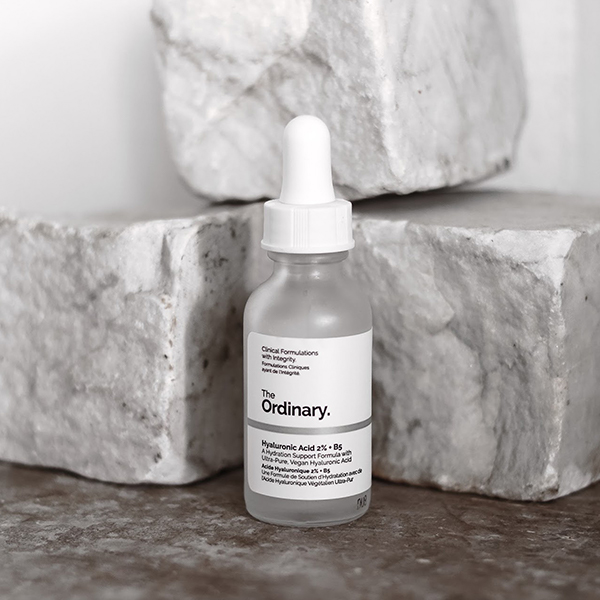 Clinical Formulations
with Integrity.
Formulations Cliniques
ayant de l'Intégrité.
The
Ordinary.
Hyaluronic Acid 2% + B5
A Hydration Support Formula with
Ultra-Pure, Vegan Hyaluronic Acid
Acide Hyaluronique 2% + B5
Une Formule de Soutien d'Hydratation avec de
l'Acide Hyaluronique Végétalien Ultra-Pur